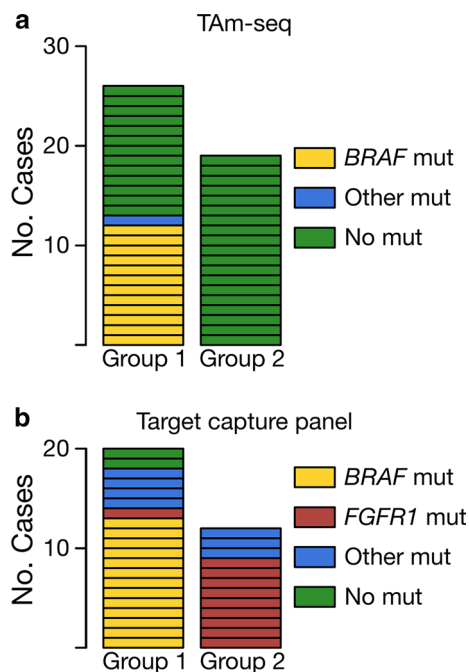 a
TAm-seq
30
20
10
No. Cases
Group 1
Group 2
BRAF mut
Other mut
No mut
b
Target capture panel
20
10
No. Cases
Group 1
Group 2
BRAF mut
FGFR1 mut
Other mut
No mut